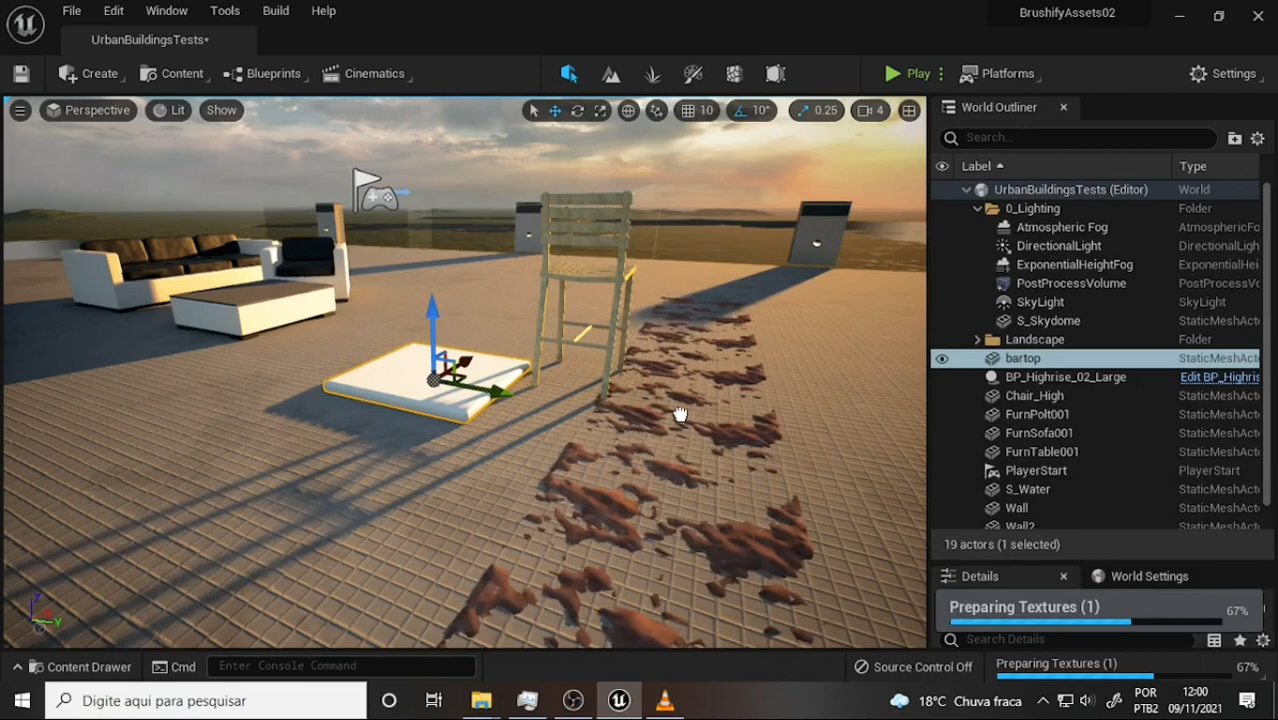 File Edit Window Tools Build Help
BrushifyAssets02
UrbanBuildingsTests*
Create Content Blueprints Cinematics Play Platforms Settings
Perspective Lit Show 10 10° 0.25 4
World Outliner
Search...
Label Type
UrbanBuildingsTests (Editor) World
0_Lighting Folder
Atmospheric Fog AtmosphericFo
DirectionalLight DirectionalLigh
ExponentialHeightFog ExponentialHei
PostProcessVolume PostProcessVo
SkyLight SkyLight
S_Skydome StaticMeshActo
Landscape Folder
bartop StaticMeshActo
BP_Highrise_02_Large Edit BP_Highris
Chair_High StaticMeshActo
FurnPolt001 StaticMeshActo
FurnSofa001 StaticMeshActo
FurnTable001 StaticMeshActo
PlayerStart PlayerStart
S_Water StaticMeshActo
Wall StaticMeshActo
Wall2
19 actors (1 selected)
Details World Settings
Preparing Textures (1) 67%
Search Details
Content Drawer Cmd Enter Console Command Source Control Off Preparing Textures (1) 67%
Digite aqui para pesquisar 18°C Chuva fraca POR 12:00
PTB2 09/11/2021